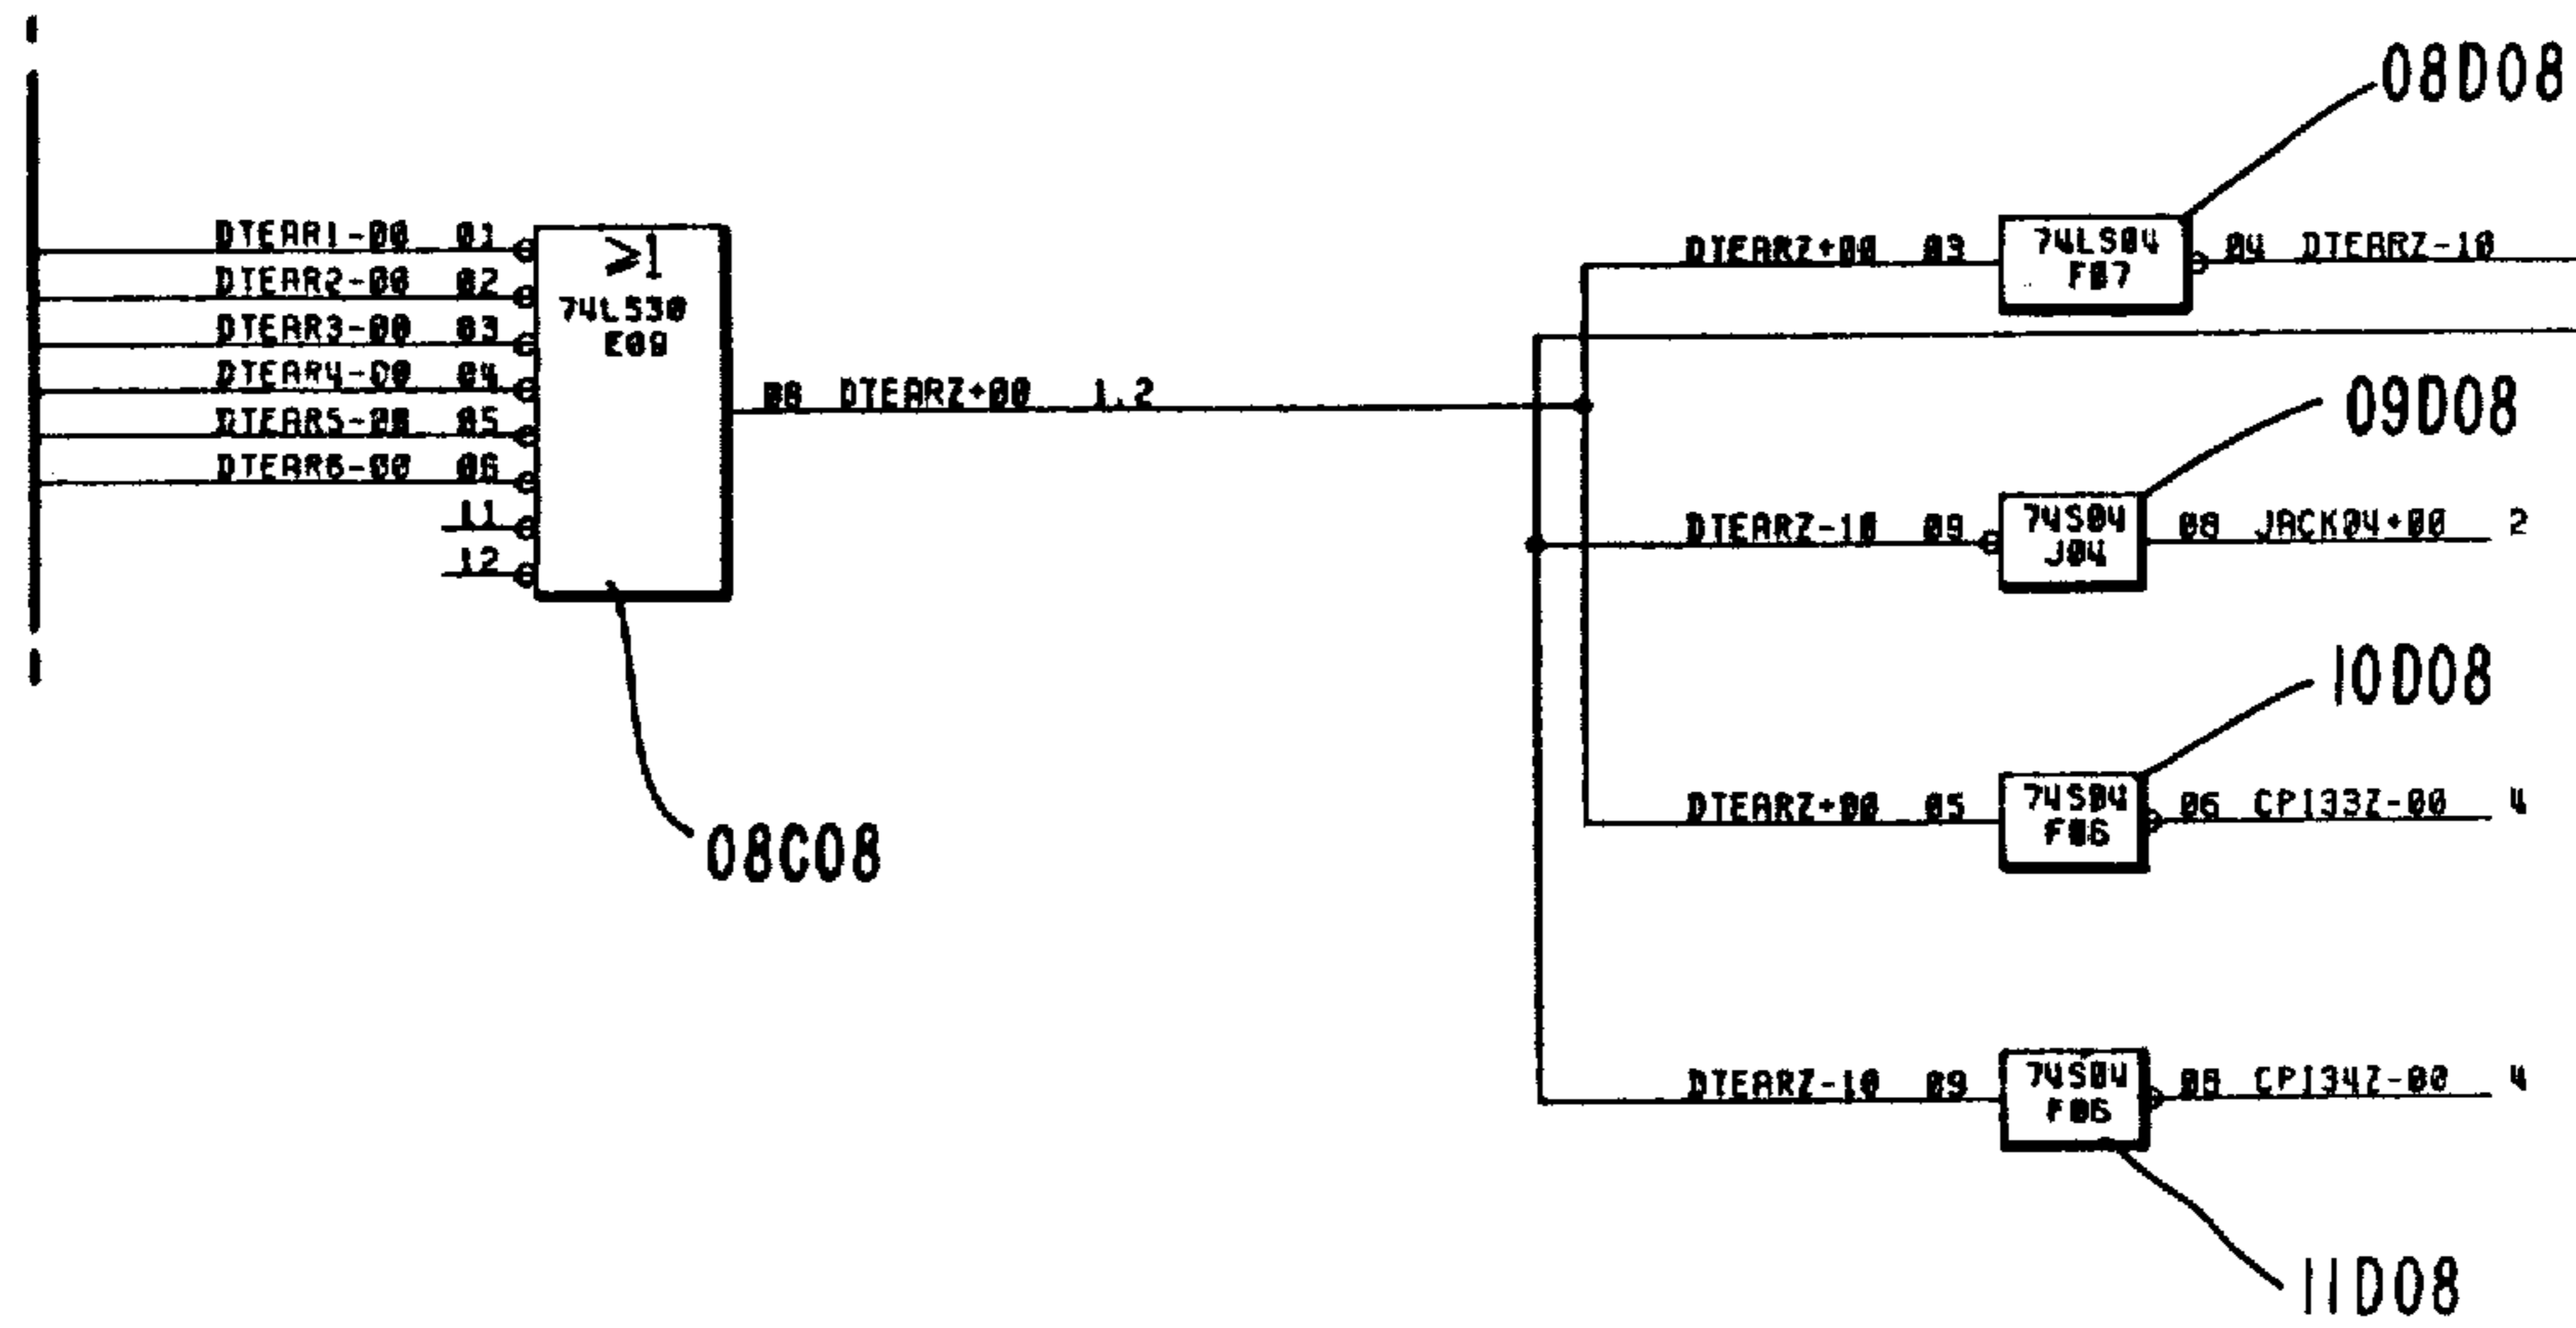 08D08
DTEAR1-00 01
DTEAR2-00 02
DTEAR3-00 03
DTEAR4-00 04
DTEAR5-00 05
DTEAR6-00 06
11
12
≥1
74LS30
E09
08 DTEARZ+00 1.2
08C08
DTEARZ+00 03
74LS04
F07
04 DTEARZ-10
09D08
DTEARZ-10 09
74S04
J04
08 JACK04+00 2
10D08
DTEARZ+00 05
74S04
F06
06 CPI33Z-00 4
DTEARZ-10 09
74S04
F06
08 CPI34Z-00 4
11D08